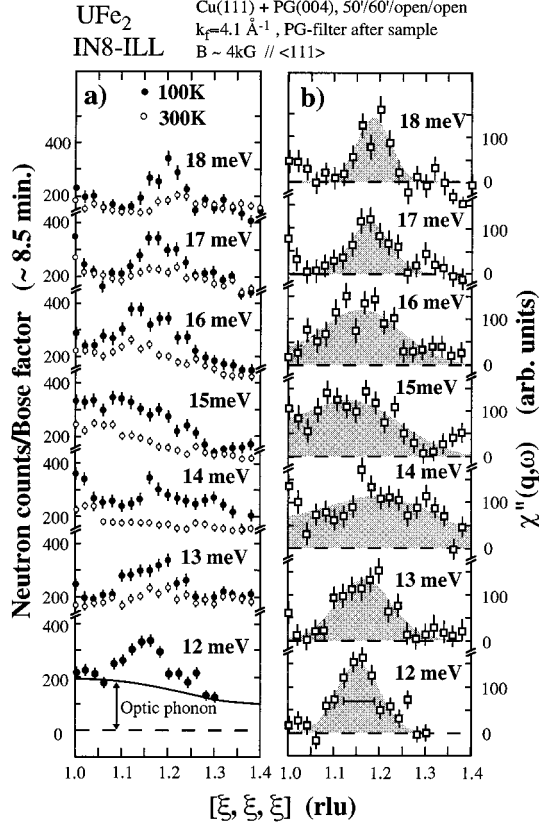 UFe₂
IN8-ILL
Cu(111) + PG(004), 50'/60'/open/open
k_f=4.1 Å⁻¹ , PG-filter after sample
B ~ 4kG // <111>
a)
● 100K
○ 300K
b)
Neutron counts/Bose factor (~ 8.5 min.)
χ''(q,ω) (arb. units)
400
18 meV
200
17 meV
400
200
16 meV
400
200
15meV
400
200
14 meV
400
200
13 meV
400
200
12 meV
400
200
Optic phonon
0
1.0 1.1 1.2 1.3 1.4
18 meV
100
0
17 meV
100
0
16 meV
100
0
15meV
100
0
14 meV
100
0
13 meV
100
0
12 meV
100
0
1.0 1.1 1.2 1.3 1.4
[ξ, ξ, ξ] (rlu)